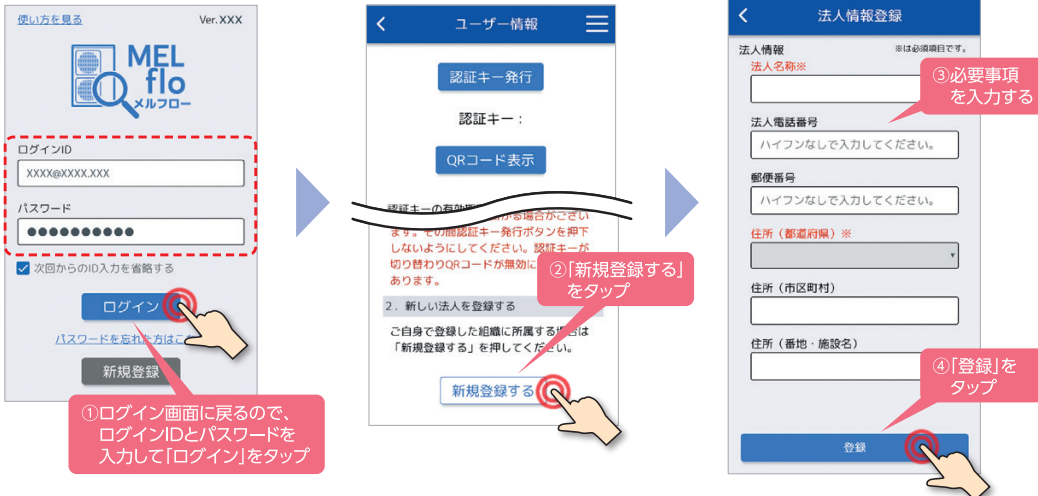 使い方を見る
Ver.XXX
MEL
flo
メルフロー
ログインID
XXXX@XXXX.XXX
パスワード
●●●●●●●●●●
次回からのID入力を省略する
ログイン
パスワードを忘れた方はこ
新規登録
①ログイン画面に戻るので、
ログインIDとパスワードを
入力して「ログイン」をタップ
ユーザー情報
認証キー発行
認証キー：
QRコード表示
認証キーの有効期
かる場合がござい
ます。その間認証キー発行ボタンを押下
しないようにしてください。認証キーが
切り替わりQRコードが無効に
あります。
②「新規登録する」
をタップ
2．新しい法人を登録する
ご自身で登録した組織に所属する場合は
「新規登録する」を押してください。
新規登録する
法人情報登録
法人情報
※は必須項目です。
法人名称※
③必要事項
を入力する
法人電話番号
ハイフンなしで入力してください。
郵便番号
ハイフンなしで入力してください。
住所（都道府県）※
住所（市区町村）
住所（番地・施設名）
④「登録」を
タップ
登録